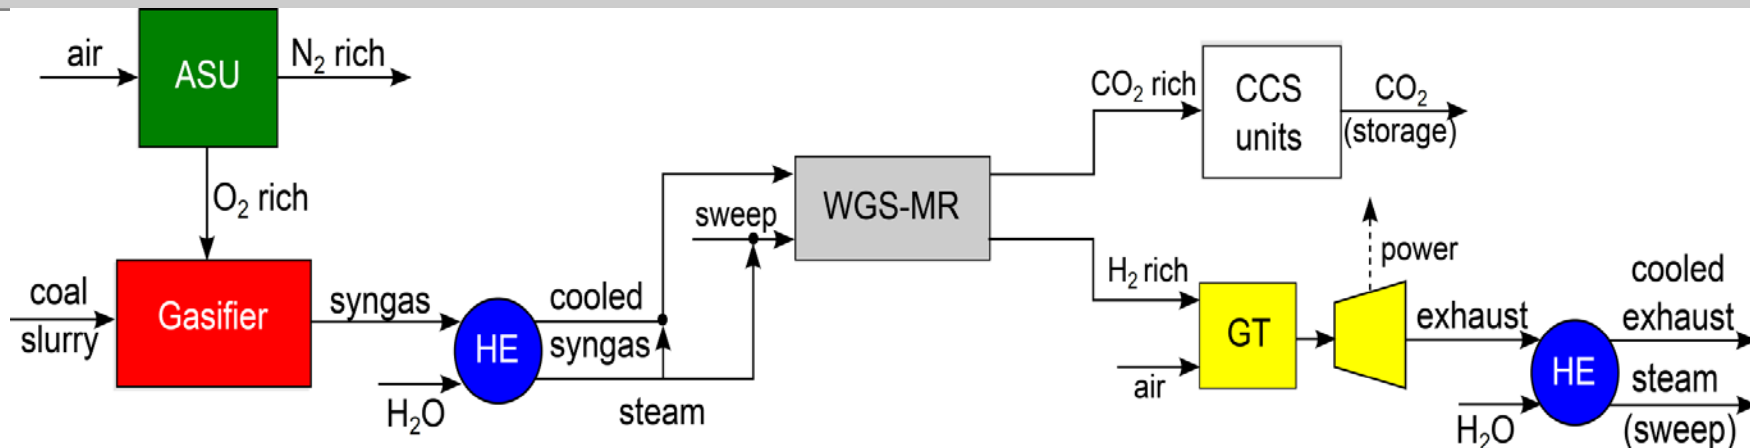 air
ASU
N₂ rich
O₂ rich
coal
slurry
Gasifier
syngas
HE
H₂O
cooled
syngas
steam
sweep
WGS-MR
CO₂ rich
CCS
units
CO₂
(storage)
H₂ rich
air
GT
power
exhaust
HE
H₂O
cooled
exhaust
steam
(sweep)